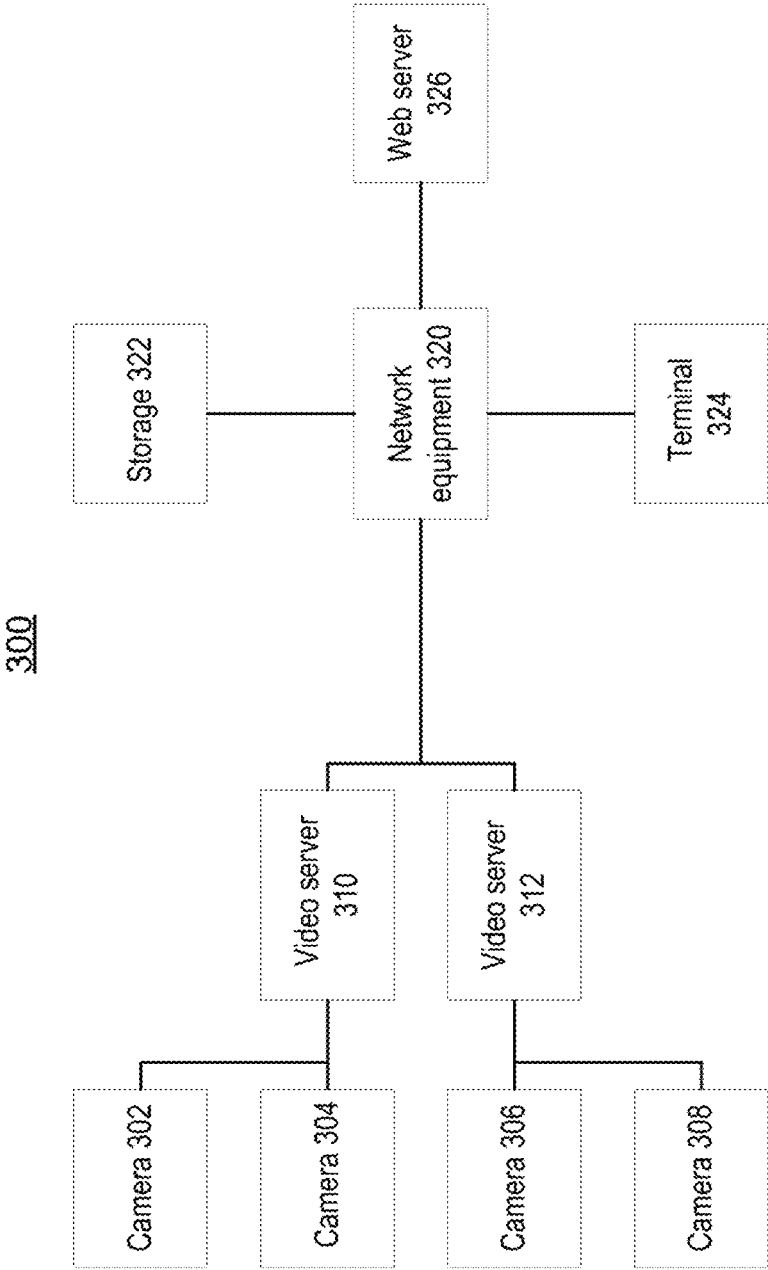 300
Camera 302
Camera 304
Camera 306
Camera 308
Video server
310
Video server
312
Storage 322
Network
equipment 320
Terminal
324
Web server
326